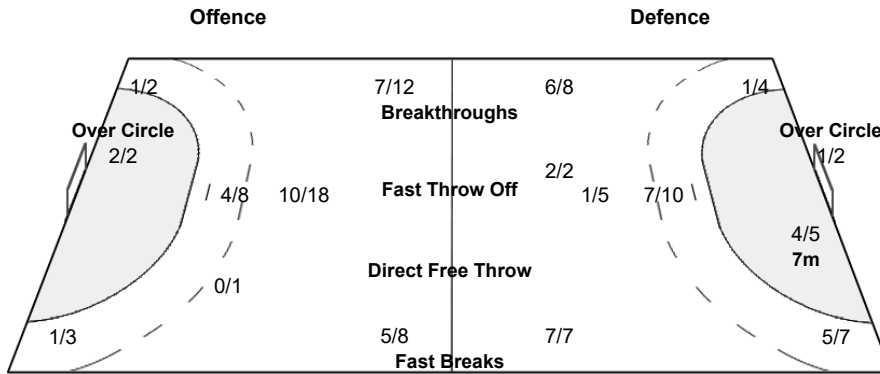 Offence Defence
1/2 7/12 6/8 1/4
Breakthroughs
Over Circle Over Circle
2/2 1/2
2/2
4/8 10/18 Fast Throw Off 1/5 7/10
4/5
7m
Direct Free Throw
0/1
1/3 5/8 7/7 5/7
Fast Breaks